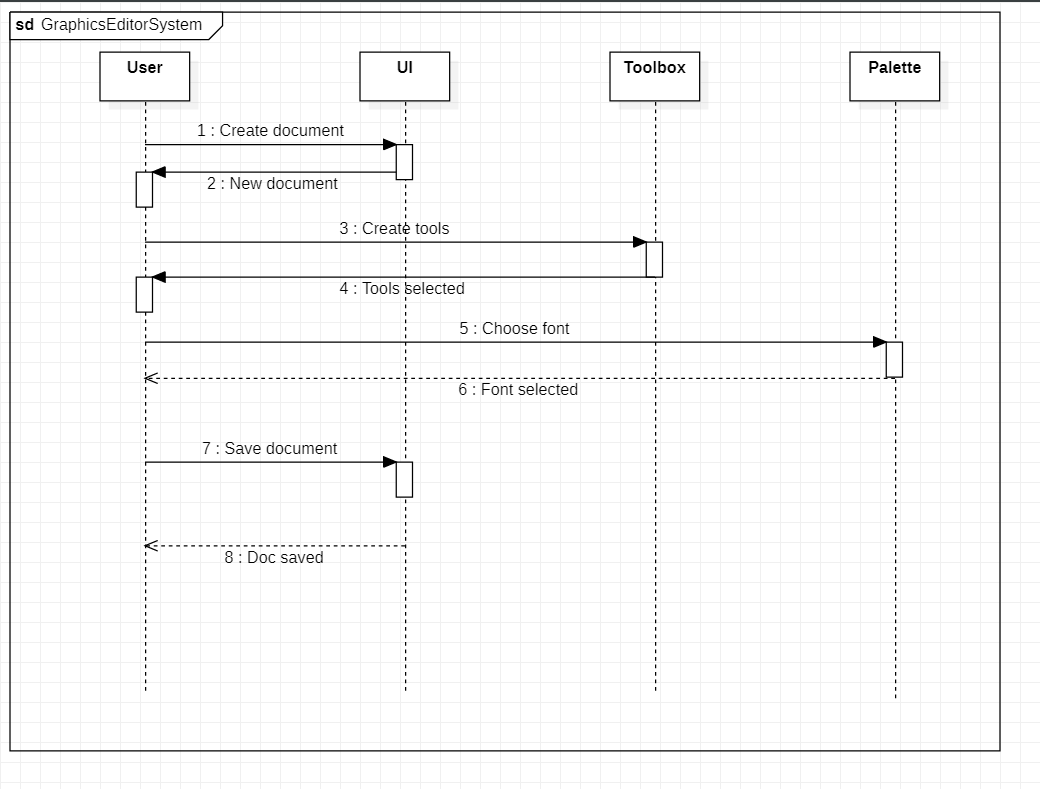 sd GraphicsEditorSystem
User
UI
Toolbox
Palette
1 : Create document
2 : New document
3 : Create tools
4 : Tools selected
5 : Choose font
6 : Font selected
7 : Save document
8 : Doc saved